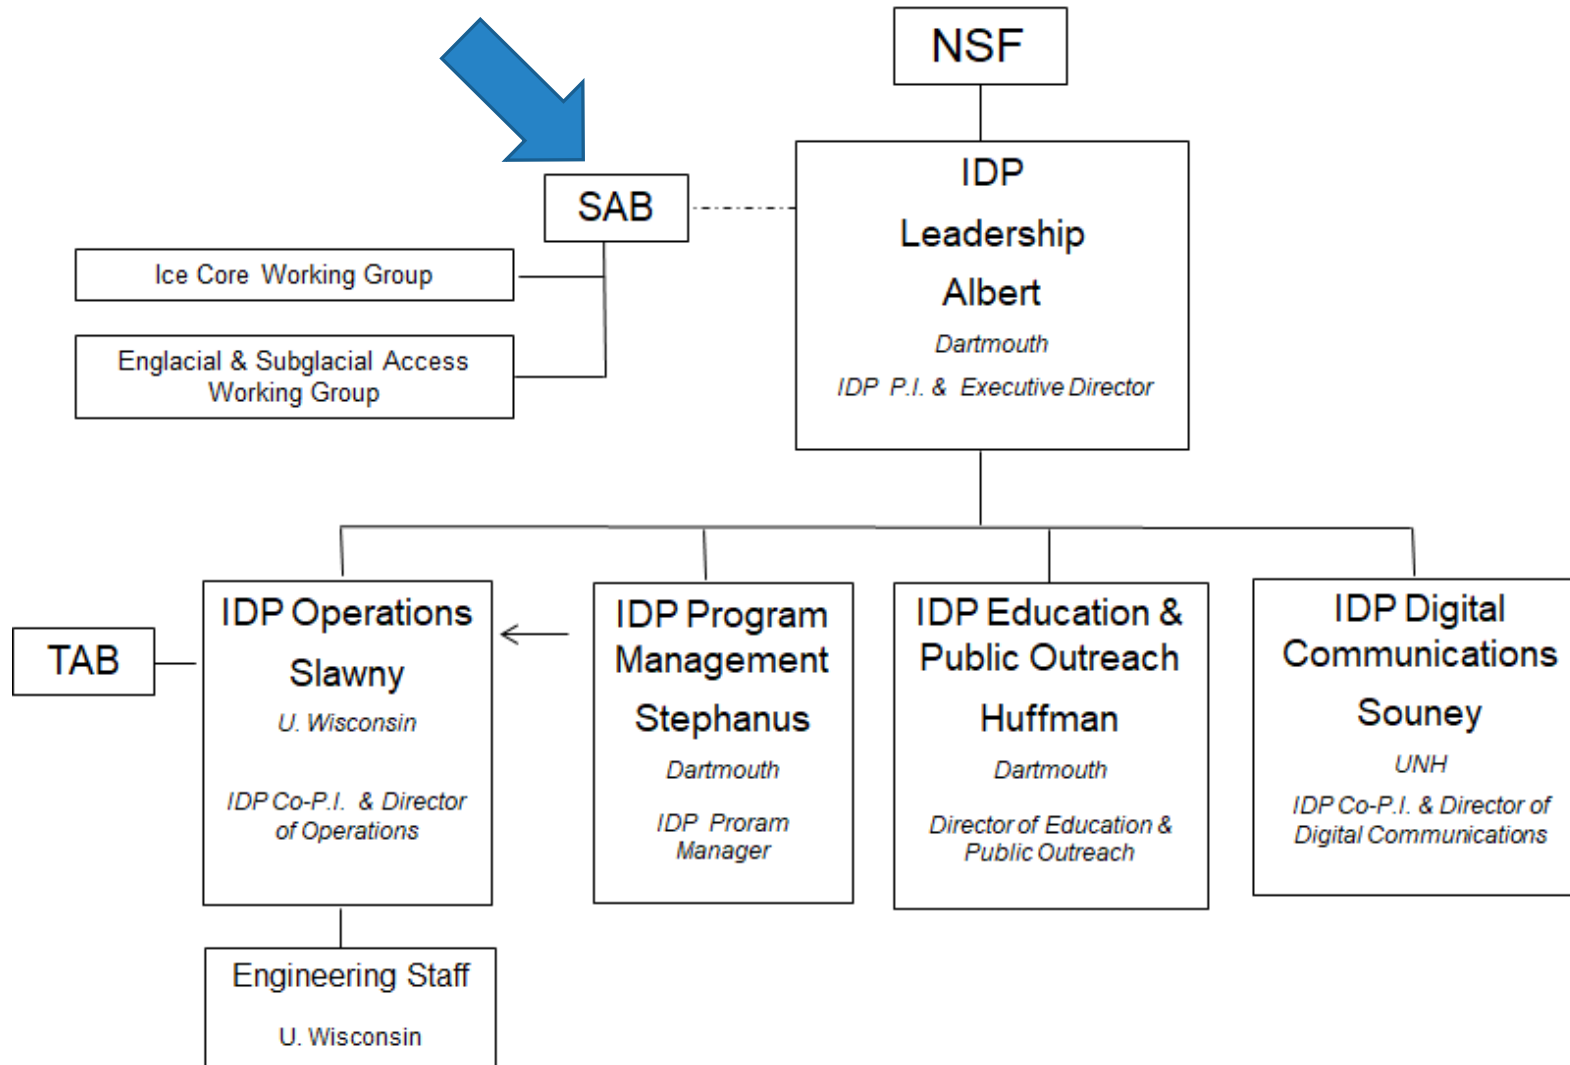 NSF
IDP
Leadership
Albert
Dartmouth
IDP P.I. & Executive Director
SAB
Ice Core Working Group
Englacial & Subglacial Access
Working Group
TAB
IDP Operations
Slawny
U. Wisconsin
IDP Co-P.I. & Director
of Operations
IDP Program
Management
Stephanus
Dartmouth
IDP Proram
Manager
IDP Education &
Public Outreach
Huffman
Dartmouth
Director of Education &
Public Outreach
IDP Digital
Communications
Souney
UNH
IDP Co-P.I. & Director of
Digital Communications
Engineering Staff
U. Wisconsin